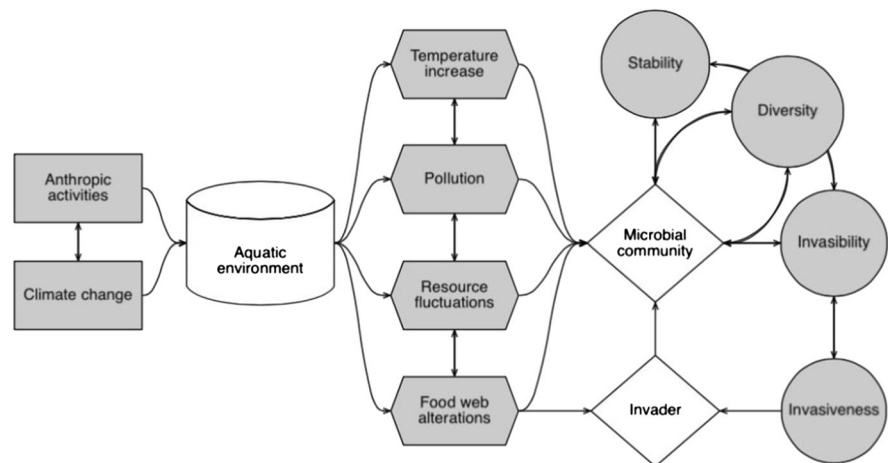 Anthropic
activities
Climate change
Aquatic
environment
Temperature
increase
Pollution
Resource
fluctuations
Food web
alterations
Stability
Diversity
Microbial
community
Invasibility
Invader
Invasiveness